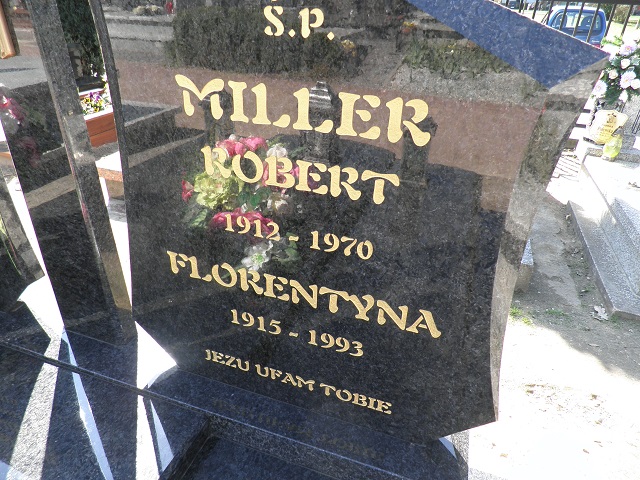 Ś.P.
MILLER
ROBERT
1912 - 1970
FLORENTYNA
1915 - 1993
JEZU UFAM TOBIE